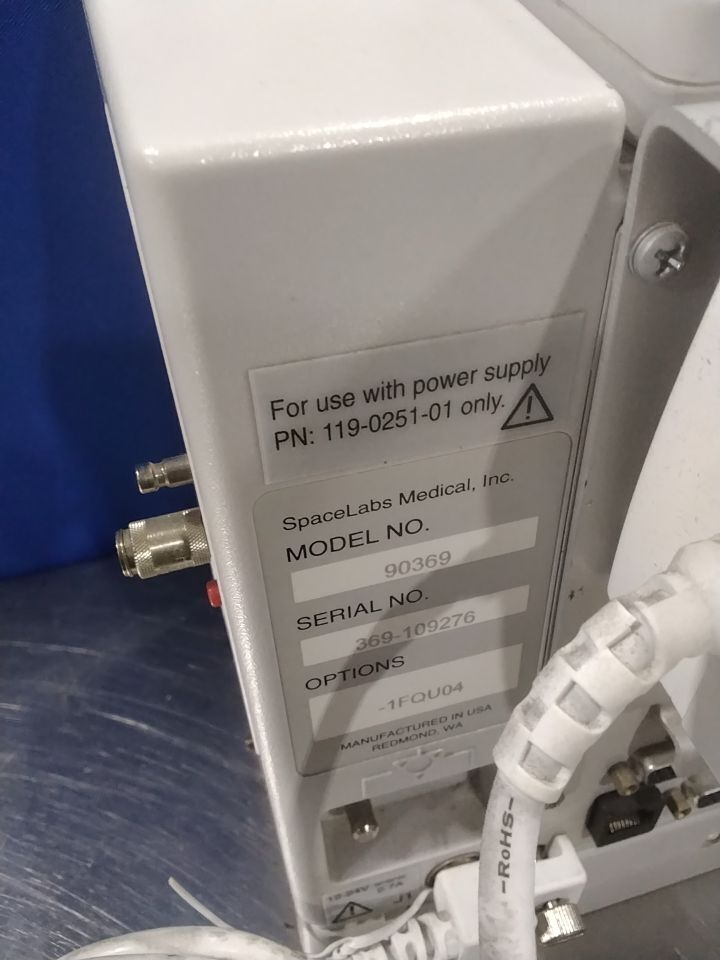 For use with power supply
PN: 119-0251-01 only.
SpaceLabs Medical, Inc.
MODEL NO.
90369
SERIAL NO.
369-109276
OPTIONS
-1FQU04
MANUFACTURED IN USA
REDMOND, WA
-RoHS-
J1